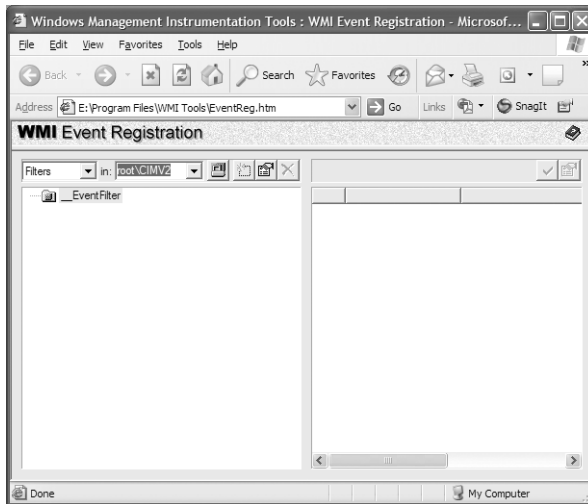 Windows Management Instrumentation Tools : WMI Event Registration - Microsof...
File Edit View Favorites Tools Help
Back Search Favorites »
Address E:\Program Files\WMI Tools\EventReg.htm Go Links SnagIt
WMI Event Registration
Filters in: root\CIMV2
__EventFilter
Done My Computer